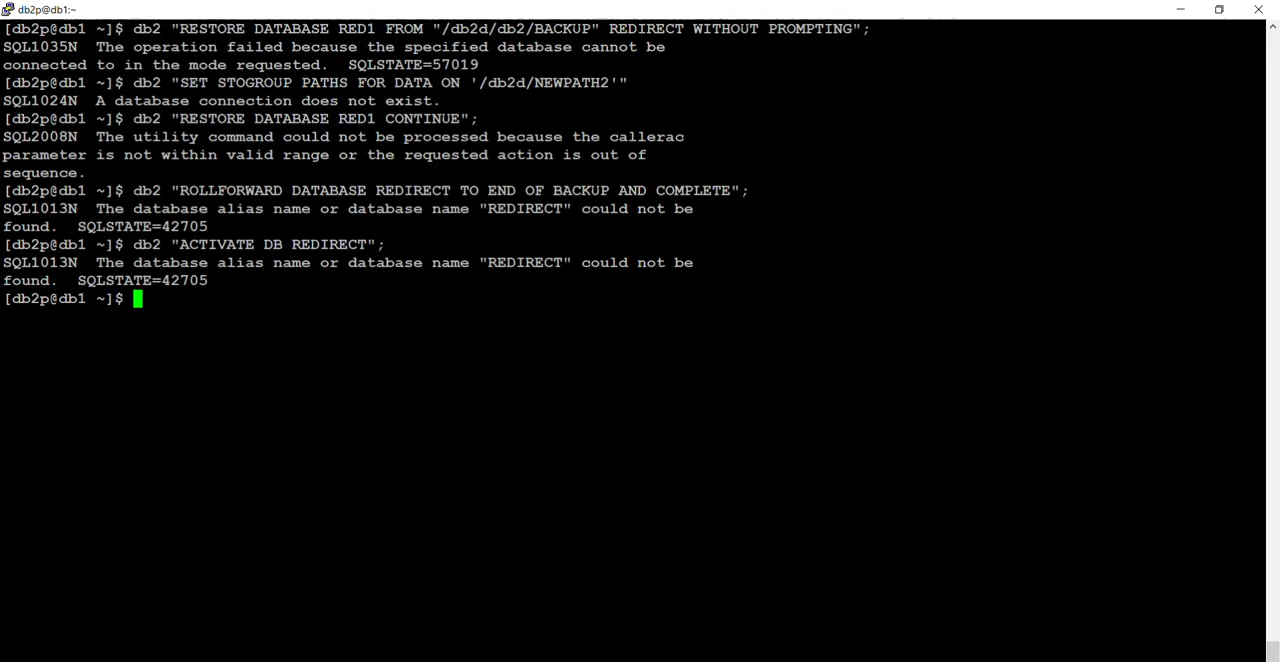 db2p@db1:~
[db2p@db1 ~]$ db2 "RESTORE DATABASE RED1 FROM "/db2d/db2/BACKUP" REDIRECT WITHOUT PROMPTING";
SQL1035N  The operation failed because the specified database cannot be
connected to in the mode requested.  SQLSTATE=57019
[db2p@db1 ~]$ db2 "SET STOGROUP PATHS FOR DATA ON '/db2d/NEWPATH2'"
SQL1024N  A database connection does not exist.
[db2p@db1 ~]$ db2 "RESTORE DATABASE RED1 CONTINUE";
SQL2008N  The utility command could not be processed because the callerac
parameter is not within valid range or the requested action is out of
sequence.
[db2p@db1 ~]$ db2 "ROLLFORWARD DATABASE REDIRECT TO END OF BACKUP AND COMPLETE";
SQL1013N  The database alias name or database name "REDIRECT" could not be
found.  SQLSTATE=42705
[db2p@db1 ~]$ db2 "ACTIVATE DB REDIRECT";
SQL1013N  The database alias name or database name "REDIRECT" could not be
found.  SQLSTATE=42705
[db2p@db1 ~]$